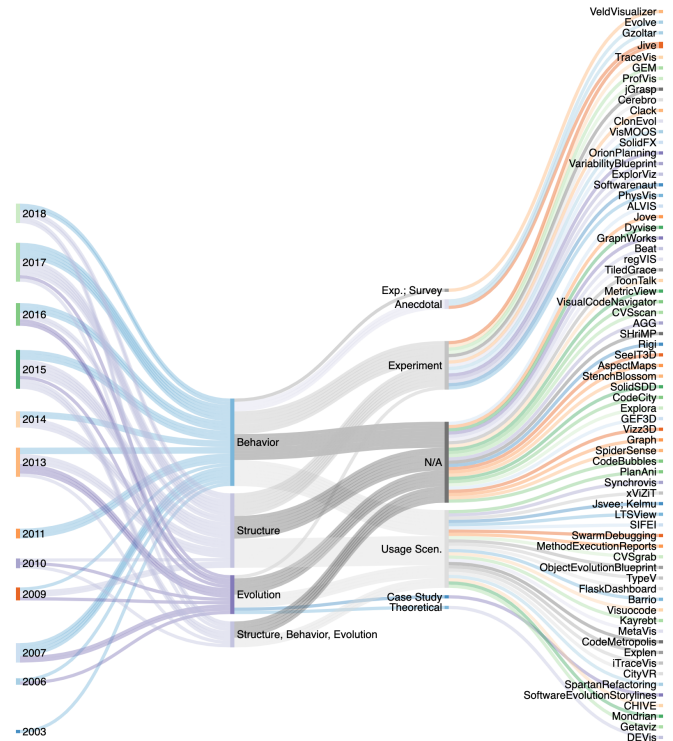 2018
2017
2016
2015
2014
2013
2011
2010
2009
2007
2006
2003
Behavior
Structure
Evolution
Structure, Behavior, Evolution
Exp.; Survey
Anecdotal
Experiment
N/A
Usage Scen.
Case Study
Theoretical
VeldVisualizer
Evolve
Gzoltar
Jive
TraceVis
GEM
ProfVis
jGrasp
Cerebro
Clack
ClonEvol
VisMOOS
SolidFX
OrionPlanning
VariabilityBlueprint
ExplorViz
Softwarenaut
PhysVis
ALVIS
Jove
Dyvise
GraphWorks
Beat
regVIS
TiledGrace
ToonTalk
MetricView
VisualCodeNavigator
CVSscan
AGG
SHriMP
Rigi
SeeIT3D
AspectMaps
StenchBlossom
SolidSDD
CodeCity
Explora
GEF3D
Vizz3D
Graph
SpiderSense
CodeBubbles
PlanAni
Synchrovis
xViZiT
Jsvee; Kelmu
LTSView
SIFEI
SwarmDebugging
MethodExecutionReports
CVSgrab
ObjectEvolutionBlueprint
TypeV
FlaskDashboard
Barrio
Visuocode
Kayrebt
MetaVis
CodeMetropolis
Explen
iTraceVis
CityVR
SpartanRefactoring
SoftwareEvolutionStorylines
CHIVE
Mondrian
Getaviz
DEVis